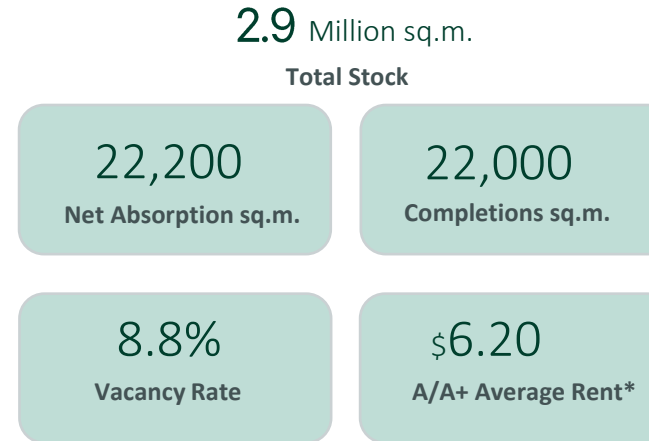 2.9 Million sq.m.
Total Stock
22,200
Net Absorption sq.m.
22,000
Completions sq.m.
8.8%
Vacancy Rate
$6.20
A/A+ Average Rent*